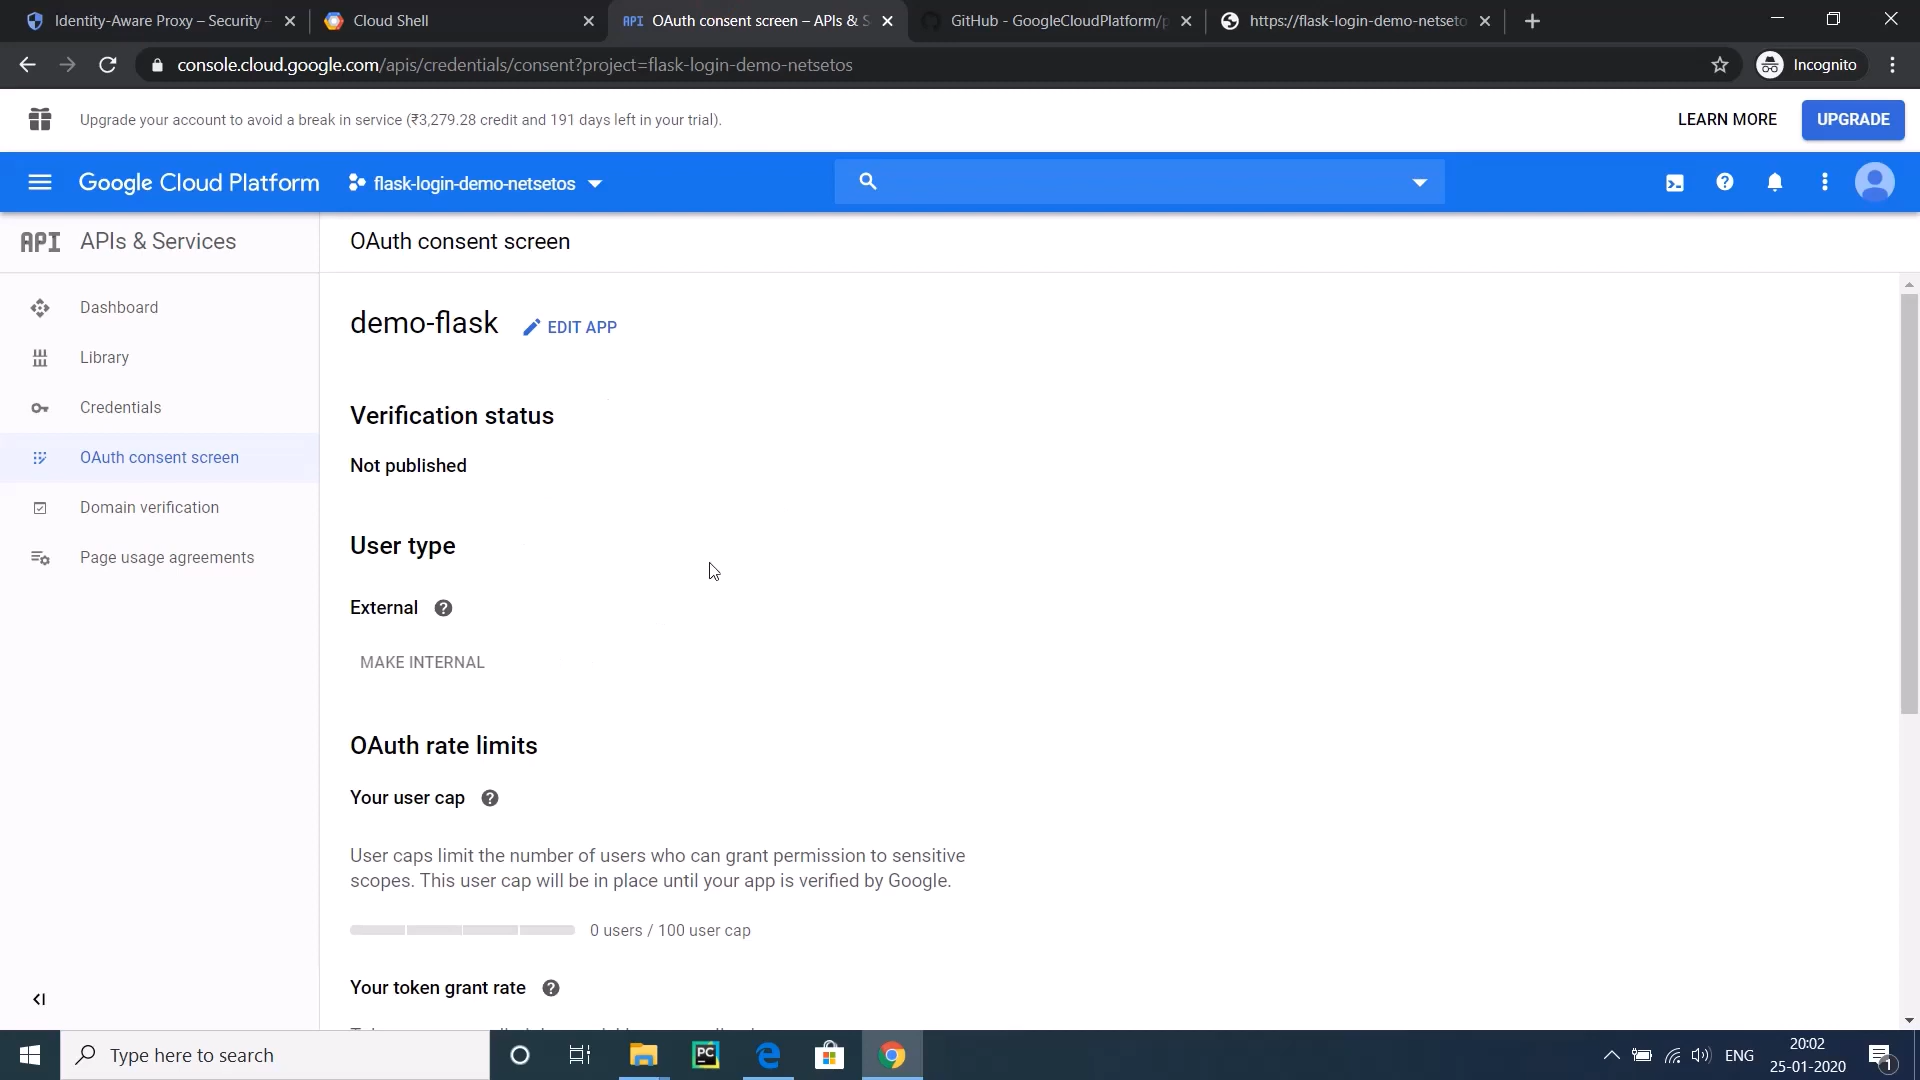 Identity-Aware Proxy – Security –
Cloud Shell
API OAuth consent screen – APIs & S
GitHub - GoogleCloudPlatform/p
https://flask-login-demo-netseto
console.cloud.google.com/apis/credentials/consent?project=flask-login-demo-netsetos
Incognito
Upgrade your account to avoid a break in service (₹3,279.28 credit and 191 days left in your trial).
LEARN MORE
UPGRADE
Google Cloud Platform
flask-login-demo-netsetos
API APIs & Services
OAuth consent screen
Dashboard
Library
Credentials
OAuth consent screen
Domain verification
Page usage agreements
demo-flask
EDIT APP
Verification status
Not published
User type
External
MAKE INTERNAL
OAuth rate limits
Your user cap
User caps limit the number of users who can grant permission to sensitive
scopes. This user cap will be in place until your app is verified by Google.
0 users / 100 user cap
Your token grant rate
Type here to search
PC
ENG
20:02
25-01-2020
1